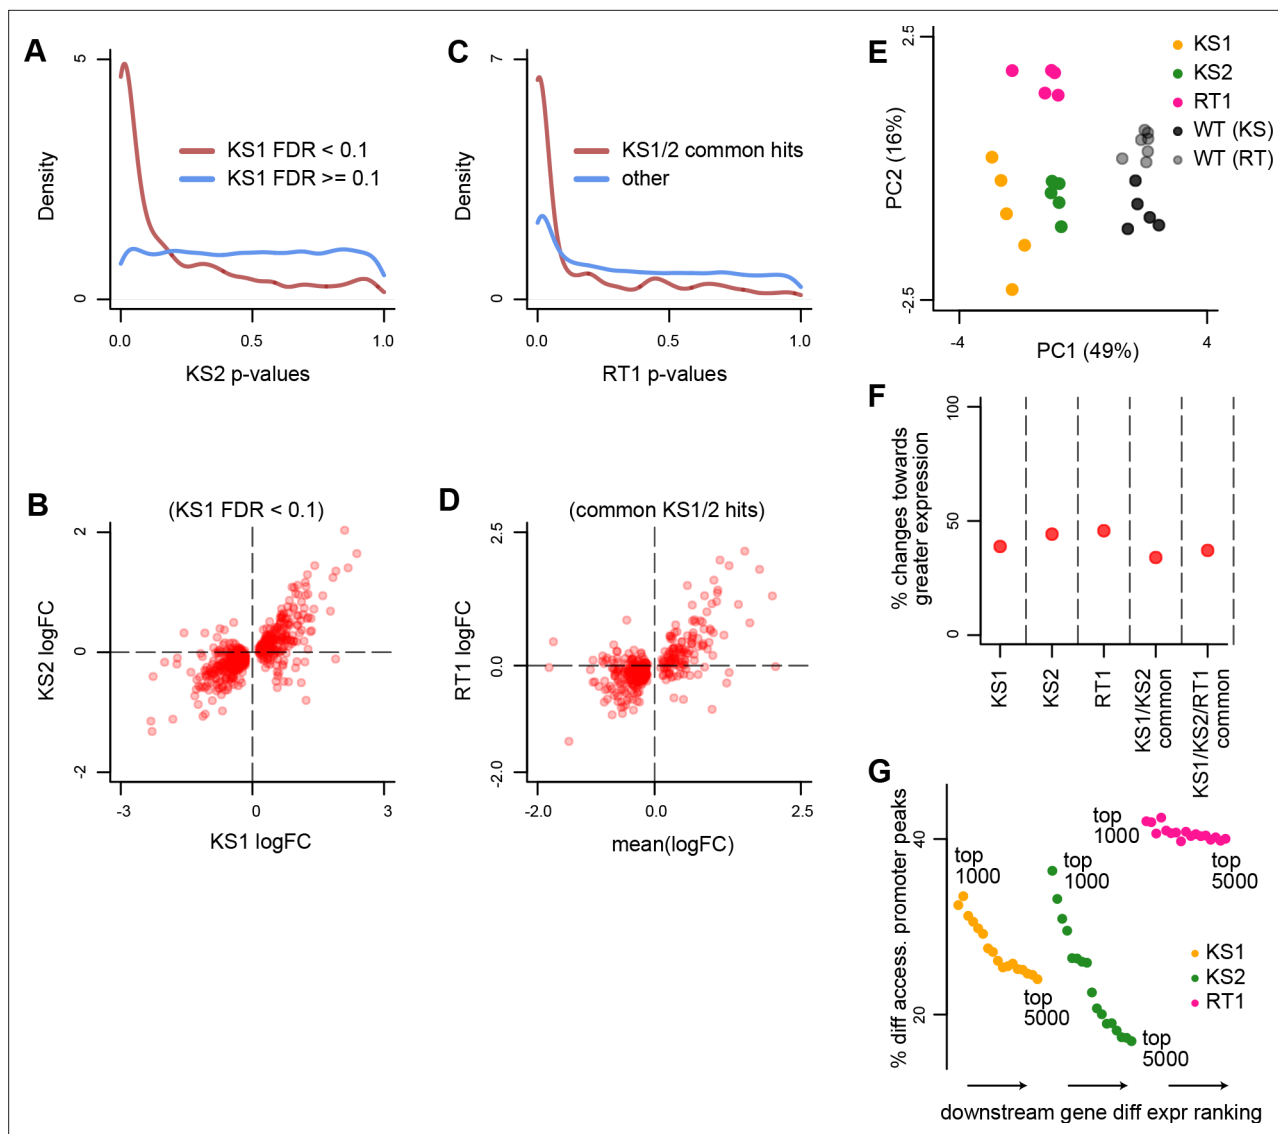 A
5
Density
0
KS1 FDR < 0.1
KS1 FDR >= 0.1
0.0
0.5
1.0
KS2 p-values
C
7
Density
0
KS1/2 common hits
other
0.0
0.5
1.0
RT1 p-values
E
2.5
PC2 (16%)
-2.5
KS1
KS2
RT1
WT (KS)
WT (RT)
-4
4
PC1 (49%)
B
(KS1 FDR < 0.1)
2
KS2 logFC
0
-2
-3
0
3
KS1 logFC
D
(common KS1/2 hits)
2.5
RT1 logFC
0.0
-2.0
-2.0
0.0
2.5
mean(logFC)
F
100
% changes towards
greater expression
50
0
KS1
KS2
RT1
KS1/KS2
common
KS1/KS2/RT1
common
G
% diff access. promoter peaks
40
20
top
1000
top
5000
top
1000
top
5000
top
1000
top
5000
KS1
KS2
RT1
downstream gene diff expr ranking